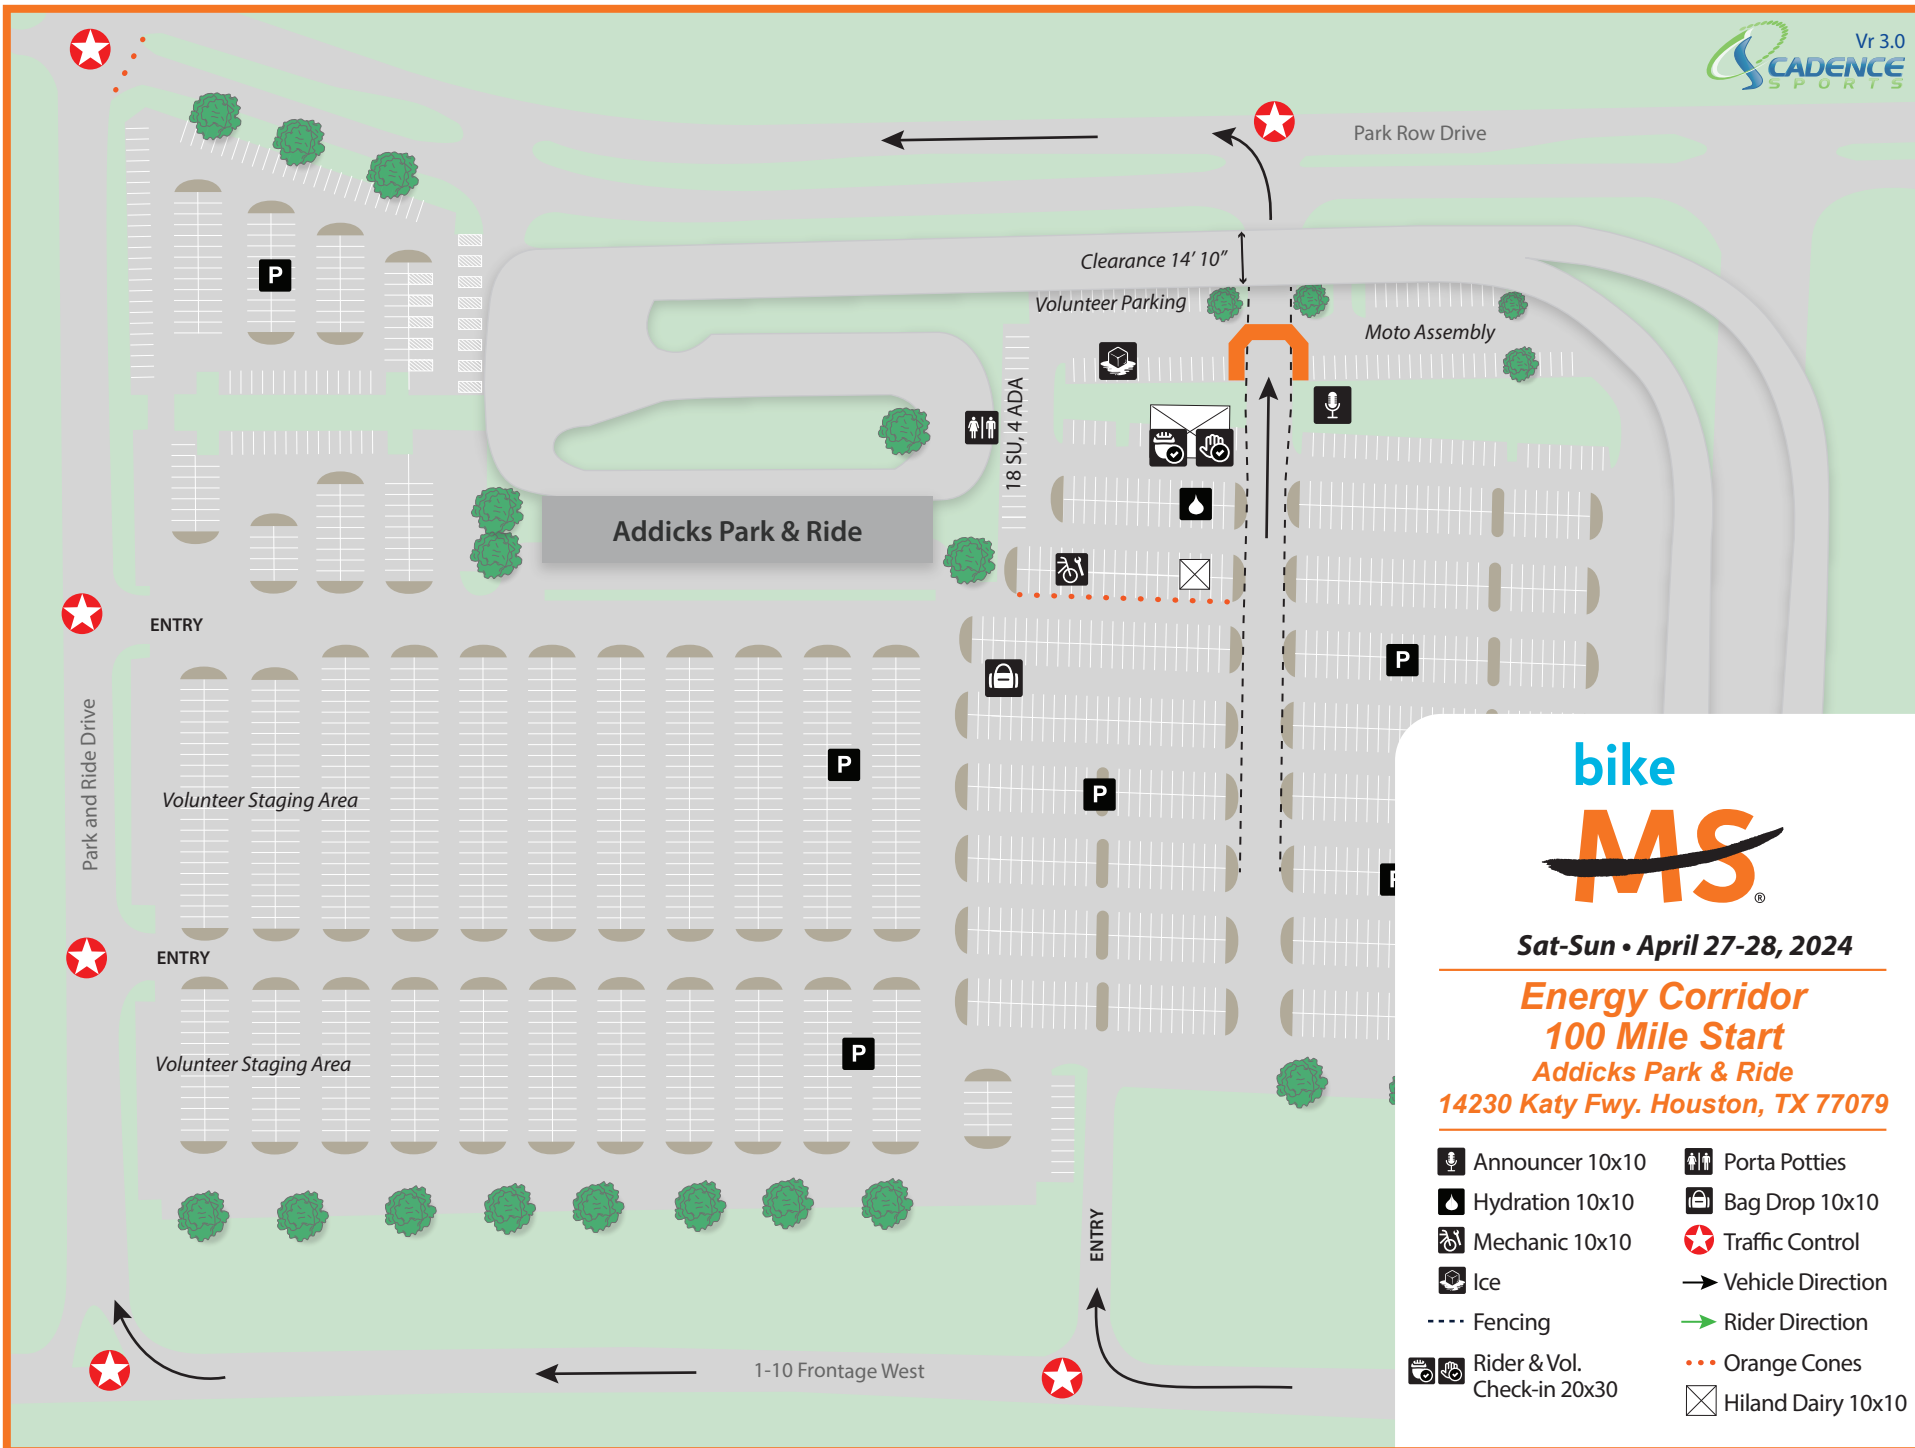 Vr 3.0
CADENCE
SPORTS
Park Row Drive
Clearance 14' 10"
Volunteer Parking
Moto Assembly
P
18 SU, 4 ADA
Addicks Park & Ride
ENTRY
P
Park and Ride Drive
P
Volunteer Staging Area
P
P
ENTRY
Volunteer Staging Area
P
ENTRY
1-10 Frontage West
bike
MS®
Sat-Sun • April 27-28, 2024
Energy Corridor
100 Mile Start
Addicks Park & Ride
14230 Katy Fwy. Houston, TX 77079
Announcer 10x10
Hydration 10x10
Mechanic 10x10
Ice
Fencing
Rider & Vol.
Check-in 20x30
Porta Potties
Bag Drop 10x10
Traffic Control
Vehicle Direction
Rider Direction
Orange Cones
Hiland Dairy 10x10